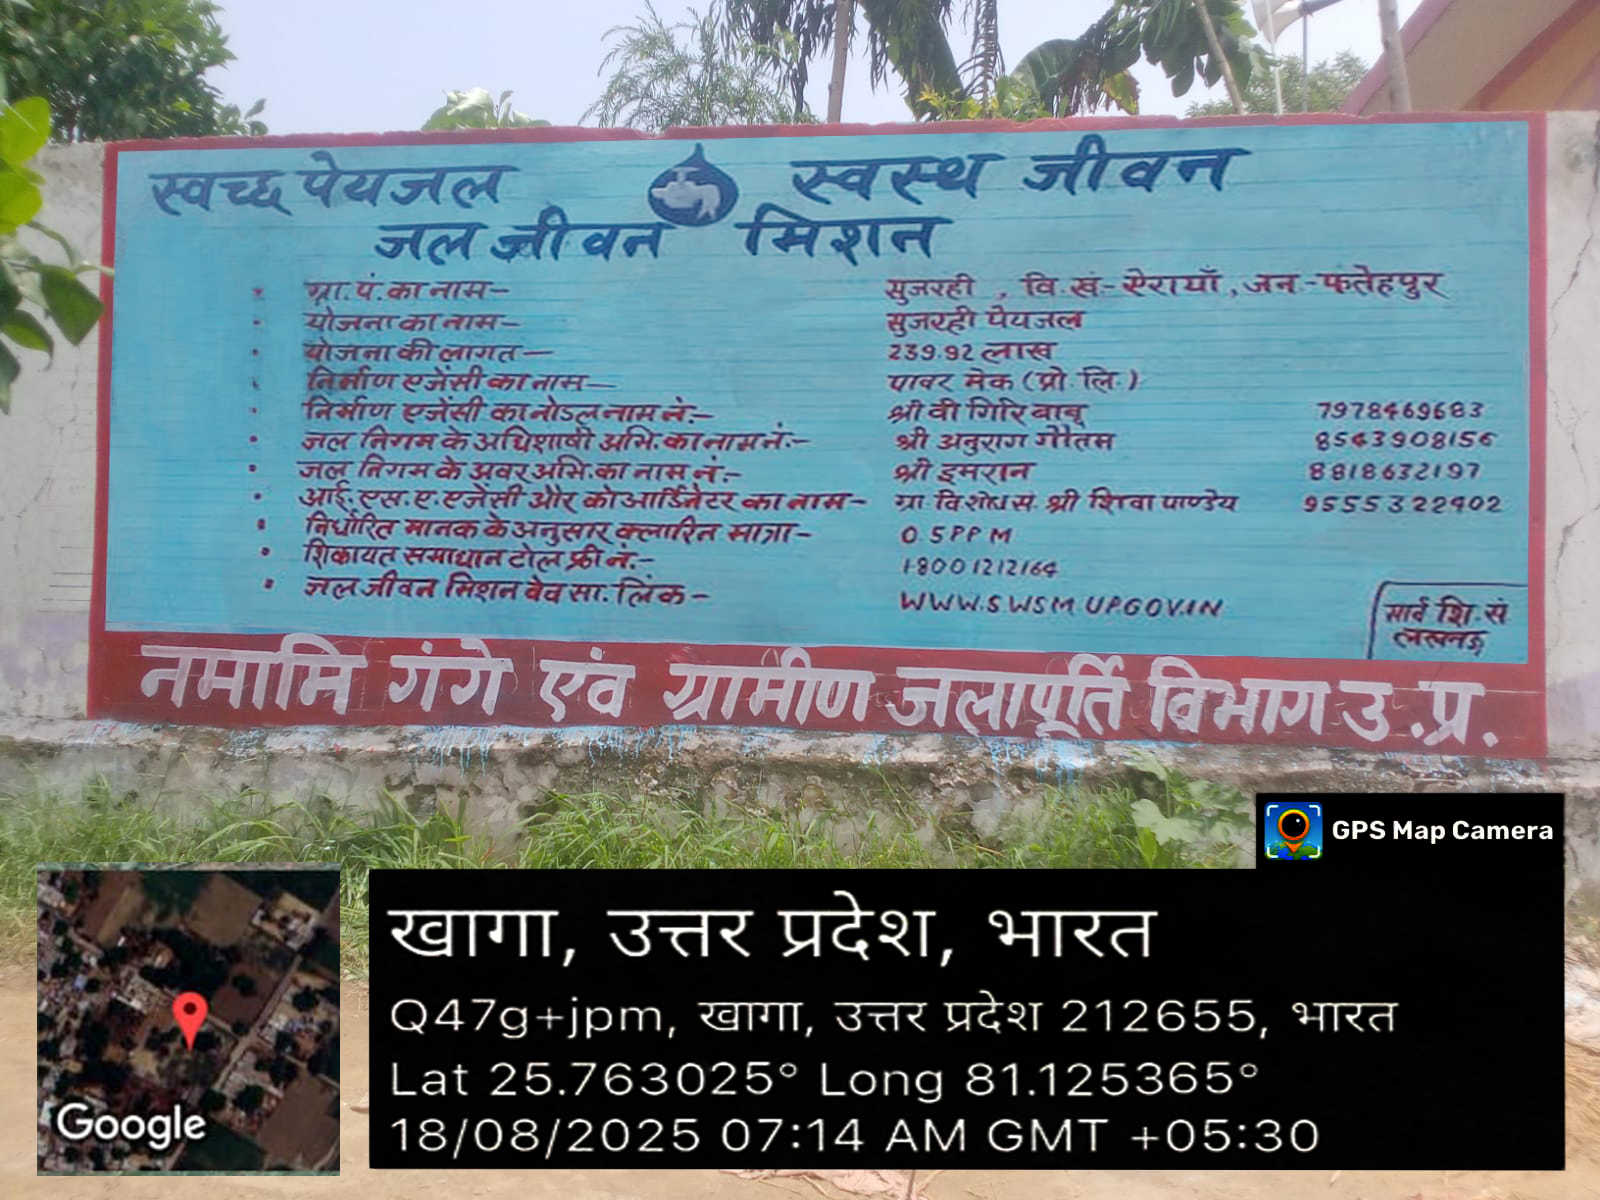 स्वच्छ पेयजल स्वस्थ जीवन
जल जीवन मिशन
ग्रा. पं. का नाम- सुजरही , वि.खं.- ऐरायाँ , जन.- फतेहपुर
योजना का नाम- सुजरही पेयजल
योजना की लागत- 239.92 लाख
निर्माण एजेंसी का नाम- पावर मेक (प्रो. लि.)
निर्माण एजेंसी का नोडल नाम नं.- श्री वी गिरि बाबू 7978469683
जल निगम के अधिशाषी अभि. का नाम नं.- श्री अनुराग गौतम 8543908156
जल निगम के अवर अभि. का नाम नं.- श्री इमरान 8818632197
आई. एस. ए. एजेंसी और कोआर्डिनेटर का नाम- ग्रा. वि. शोध सं. श्री शिवा पाण्डेय 9555322902
निर्धारित मानक के अनुसार क्लोरिन मात्रा- 0.5 PPM
शिकायत समाधान टोल फ्री नं.- 18001212164
जल जीवन मिशन वेव सा. लिंक- WWW.SWSM.UP.GOV.IN
सार्व शि. सं.
लखनऊ
नमामि गंगे एंव ग्रामीण जलापूर्ति विभाग उ.प्र.
GPS Map Camera
खागा, उत्तर प्रदेश, भारत
Q47g+jpm, खागा, उत्तर प्रदेश 212655, भारत
Lat 25.763025° Long 81.125365°
18/08/2025 07:14 AM GMT +05:30
Google